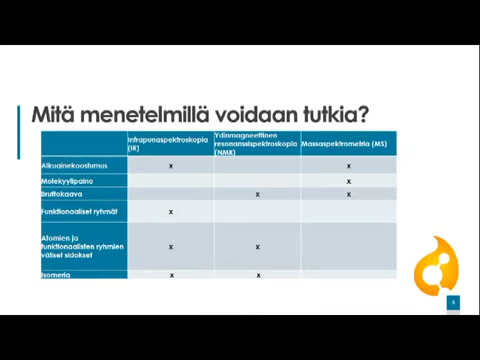 Mitä menetelmillä voidaan tutkia?
Infrapunaspektroskopia (IR)
Ydinmagneettinen resonanssispektroskopia (NMR)
Massaspektrometria (MS)
Alkuainekoostumus x x
Molekyylipaino x
Bruttokaava x x
Funktionaaliset ryhmät x
Atomien ja funktionaalisten ryhmien väliset sidokset x x
Isomeria x x